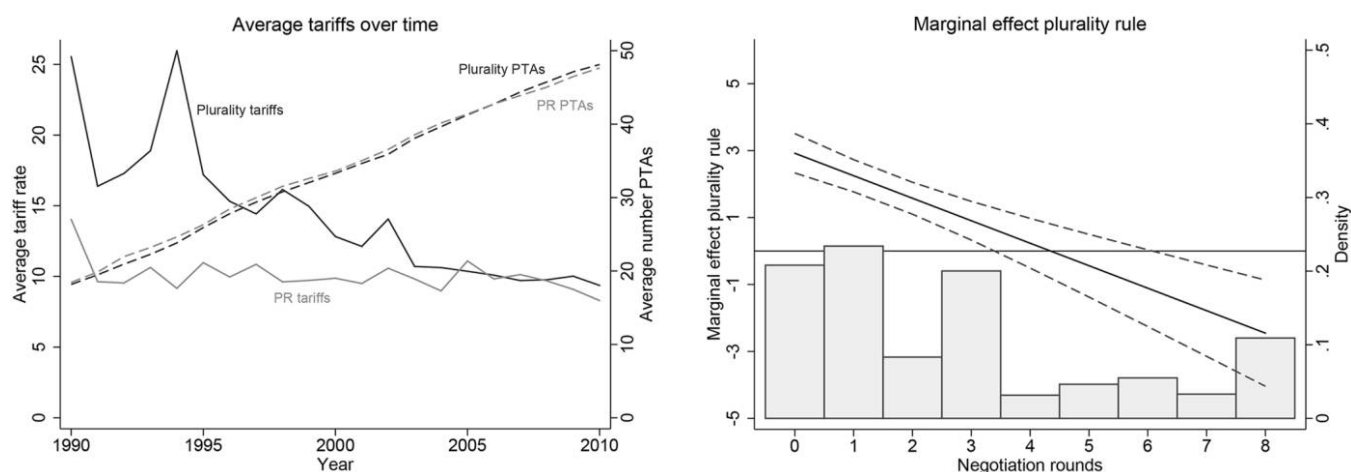 Average tariffs over time
Average tariff rate
0 5 10 15 20 25
Plurality tariffs
Plurality PTAs
PR PTAs
PR tariffs
Average number PTAs
0 10 20 30 40 50
1990 1995 2000 2005 2010
Year
Marginal effect plurality rule
Marginal effect plurality rule
-5 -3 -1 1 3 5
Density
0 .1 .2 .3 .4 .5
0 1 2 3 4 5 6 7 8
Negotiation rounds